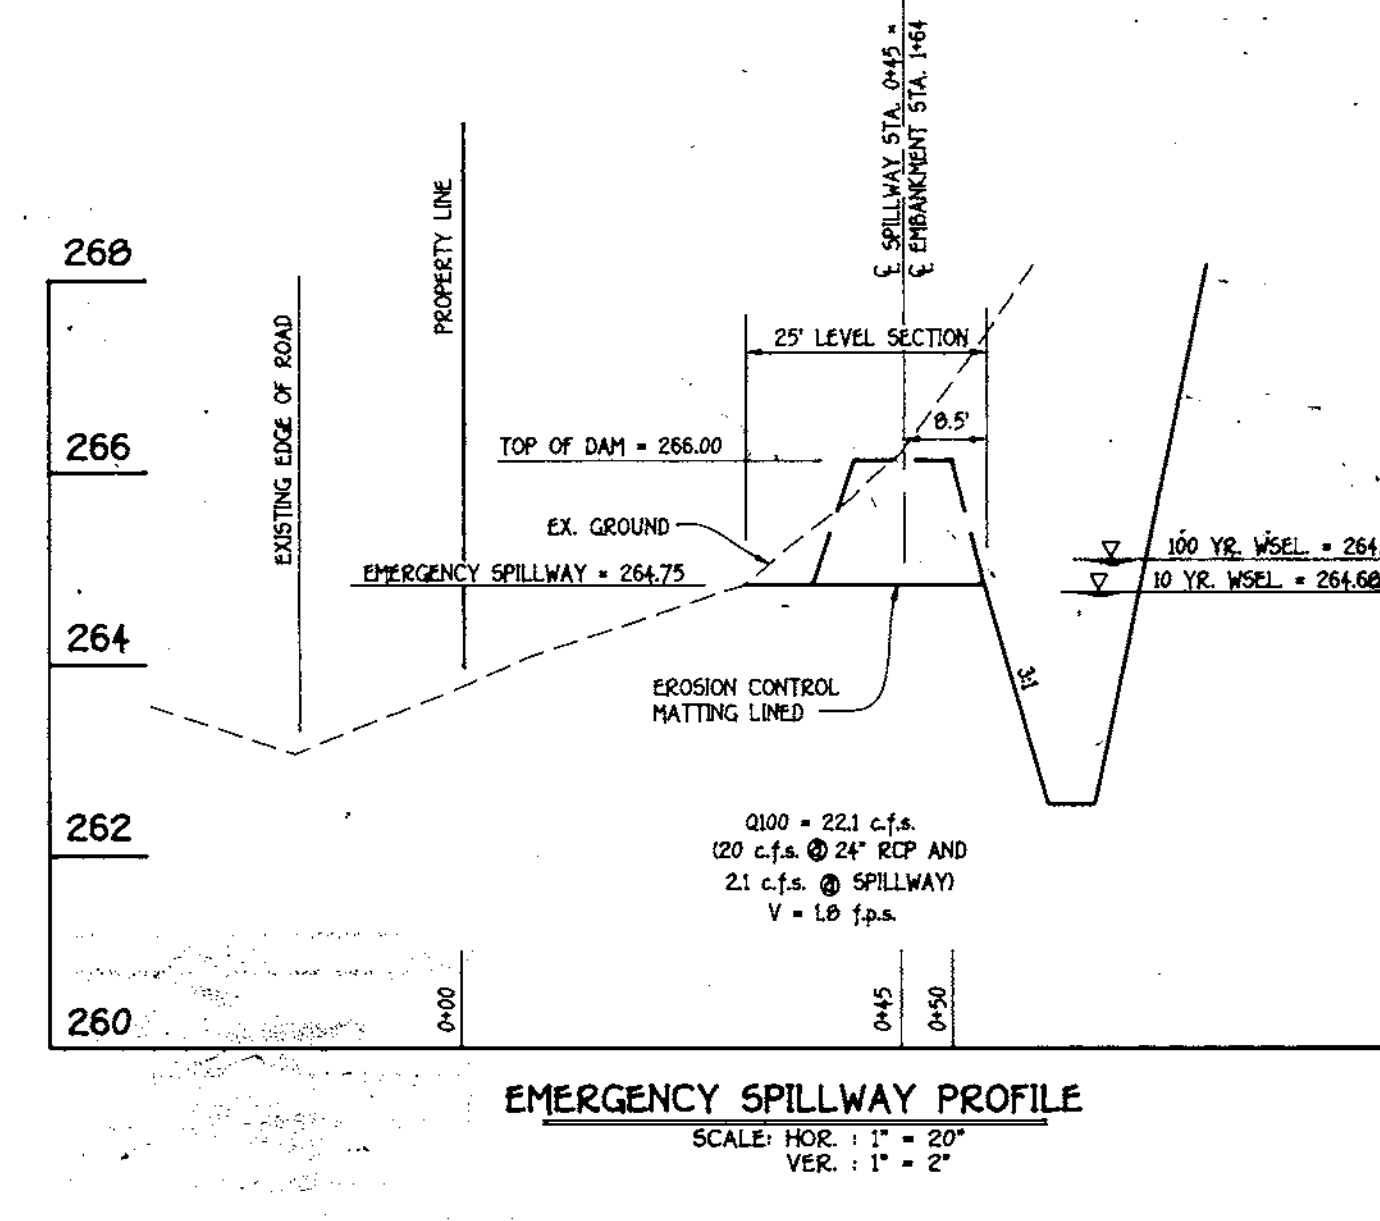 ℄ SPILLWAY STA. 0+45 =
℄ EMBANKMENT STA. 1+64
PROPERTY LINE
EXISTING EDGE OF ROAD
268
266
264
262
260
25' LEVEL SECTION
8.5'
TOP OF DAM = 266.00
EX. GROUND
EMERGENCY SPILLWAY = 264.75
100 YR. WSEL. = 264.
10 YR. WSEL. = 264.60
3:1
EROSION CONTROL
MATTING LINED
Q100 = 22.1 c.f.s.
(20 c.f.s. @ 24" RCP AND
2.1 c.f.s. @ SPILLWAY)
V = 1.8 f.p.s.
0+00
0+45
0+50
EMERGENCY SPILLWAY PROFILE
SCALE: HOR. : 1" = 20"
VER. : 1" = 2"